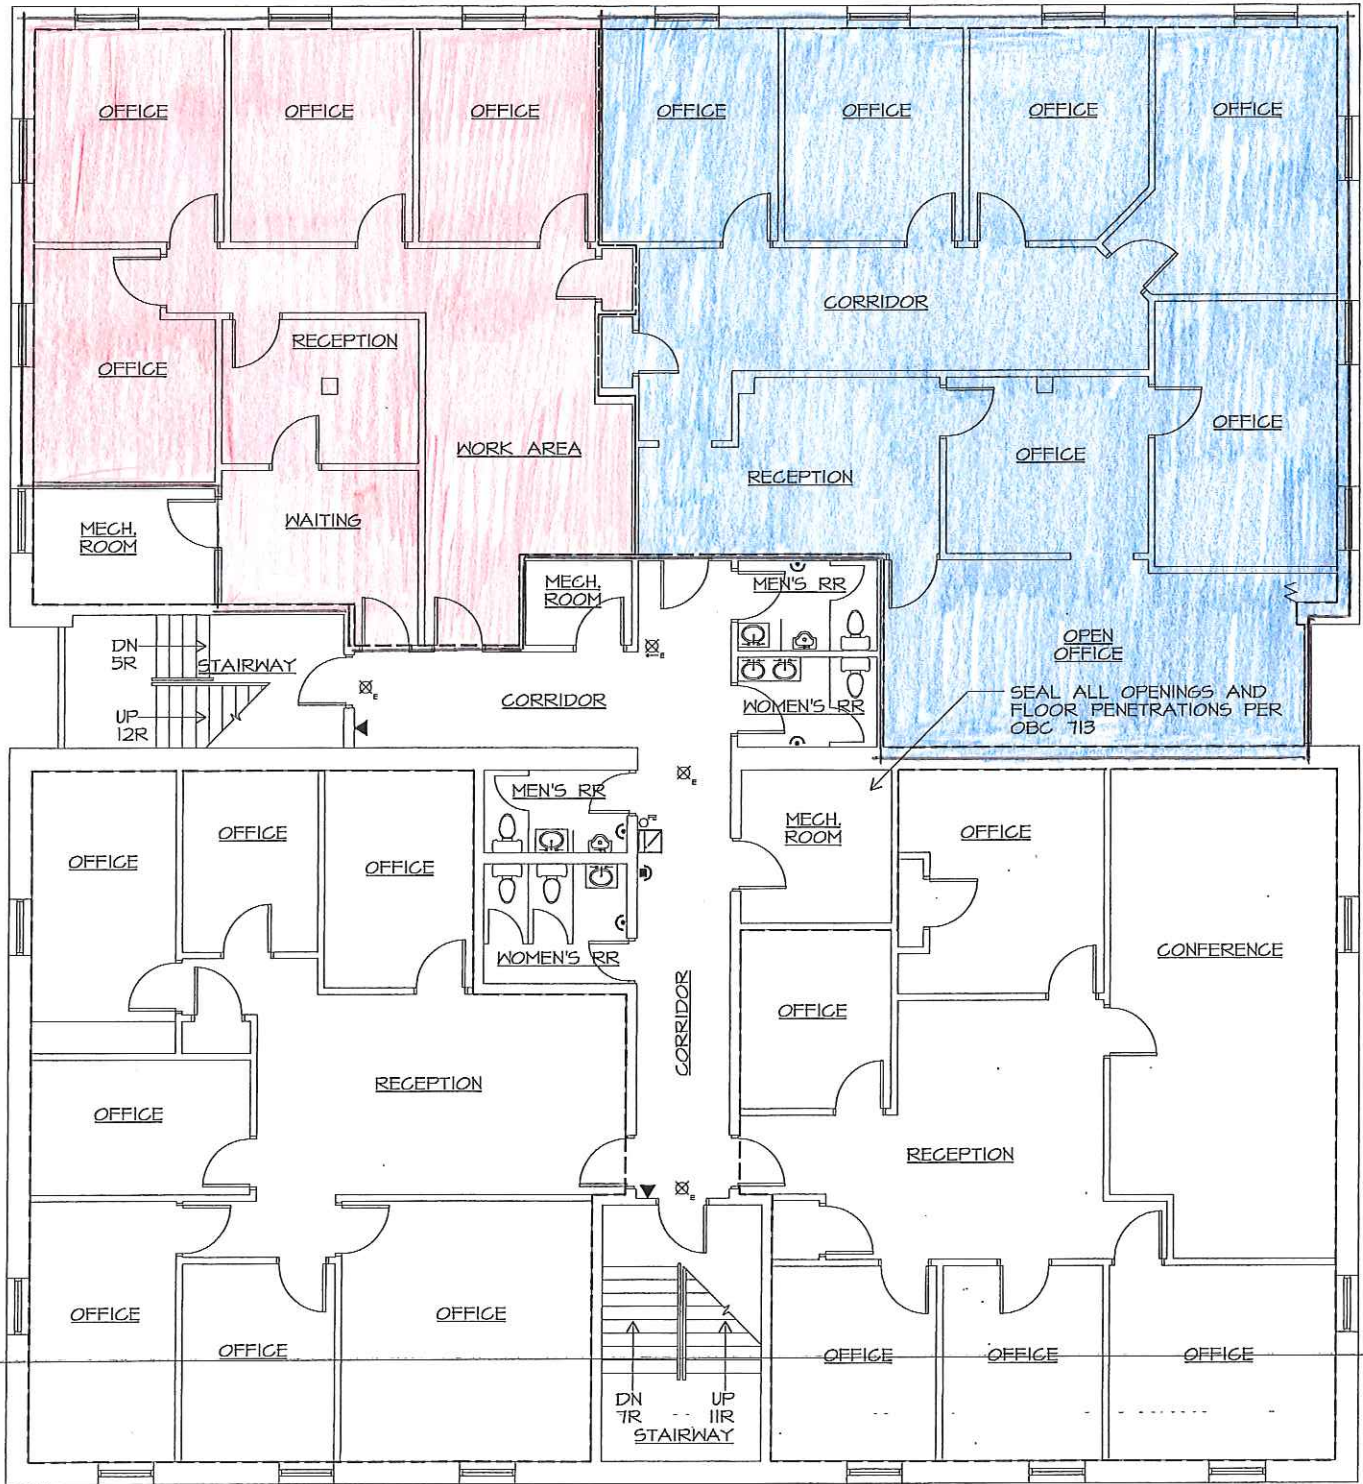 OFFICE
OFFICE
OFFICE
OFFICE
OFFICE
OFFICE
OFFICE
CORRIDOR
RECEPTION
OFFICE
OFFICE
WORK AREA
OFFICE
RECEPTION
WAITING
MECH.
ROOM
MECH.
ROOM
MEN'S RR
OPEN
OFFICE
DN
5R
STAIRWAY
UP
12R
CORRIDOR
WOMEN'S RR
SEAL ALL OPENINGS AND
FLOOR PENETRATIONS PER
OBC 713
E
E
E
MEN'S RR
MECH.
ROOM
OFFICE
OFFICE
OFFICE
OFFICE
CONFERENCE
WOMEN'S RR
CORRIDOR
OFFICE
RECEPTION
OFFICE
RECEPTION
E
OFFICE
OFFICE
OFFICE
OFFICE
OFFICE
OFFICE
DN
7R
UP
11R
STAIRWAY